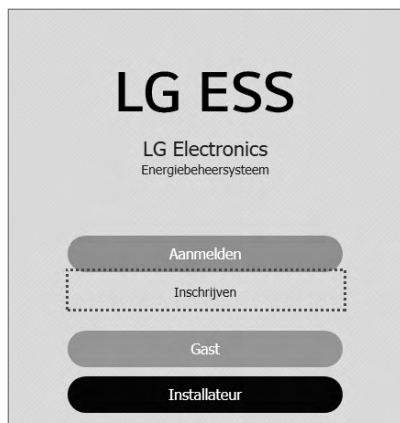 LG ESS
LG Electronics
Energiebeheersysteem
Aanmelden
Inschrijven
Gast
Installateur